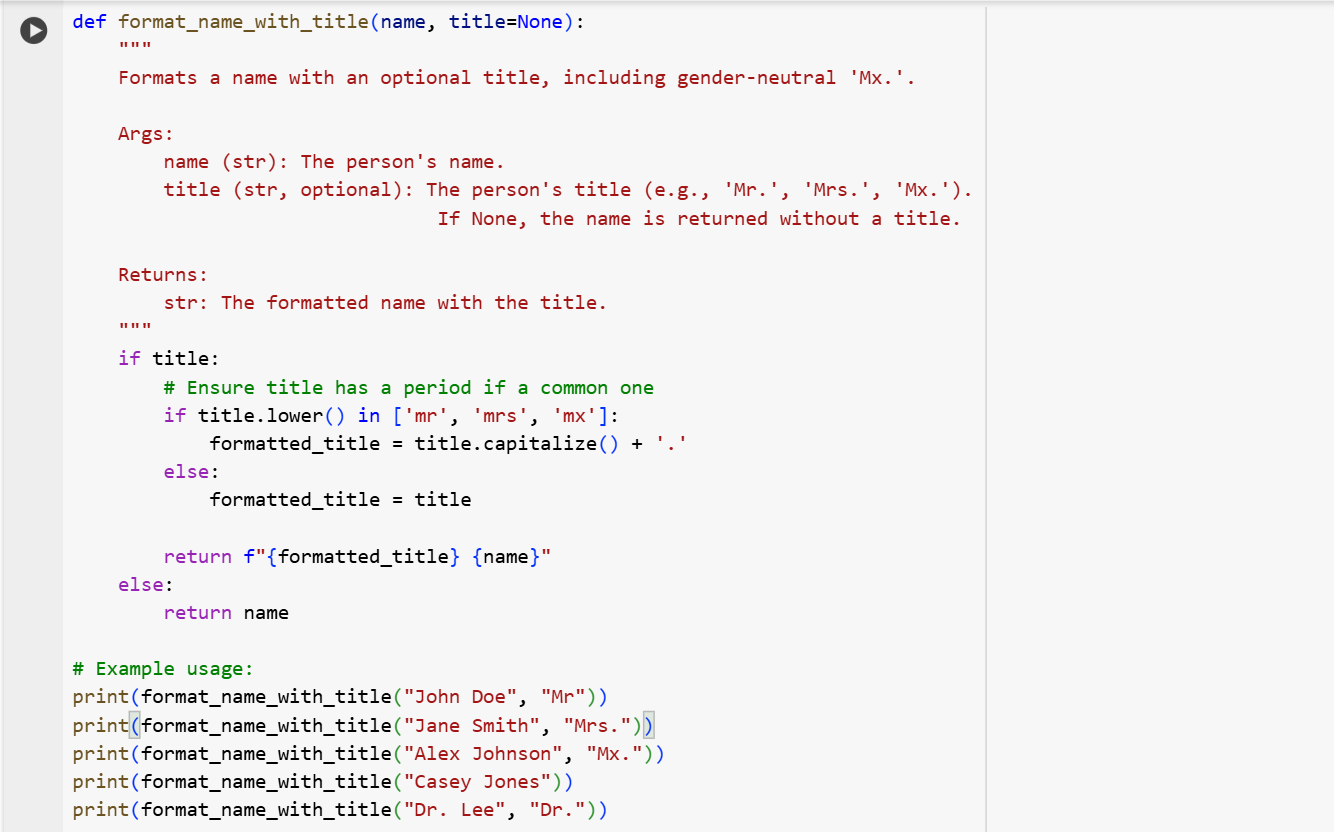 def format_name_with_title(name, title=None):
    """
    Formats a name with an optional title, including gender-neutral 'Mx.'.

    Args:
        name (str): The person's name.
        title (str, optional): The person's title (e.g., 'Mr.', 'Mrs.', 'Mx.').
                                If None, the name is returned without a title.

    Returns:
        str: The formatted name with the title.
    """
    if title:
        # Ensure title has a period if a common one
        if title.lower() in ['mr', 'mrs', 'mx']:
            formatted_title = title.capitalize() + '.'
        else:
            formatted_title = title

        return f"{formatted_title} {name}"
    else:
        return name

# Example usage:
print(format_name_with_title("John Doe", "Mr"))
print(format_name_with_title("Jane Smith", "Mrs."))
print(format_name_with_title("Alex Johnson", "Mx."))
print(format_name_with_title("Casey Jones"))
print(format_name_with_title("Dr. Lee", "Dr."))